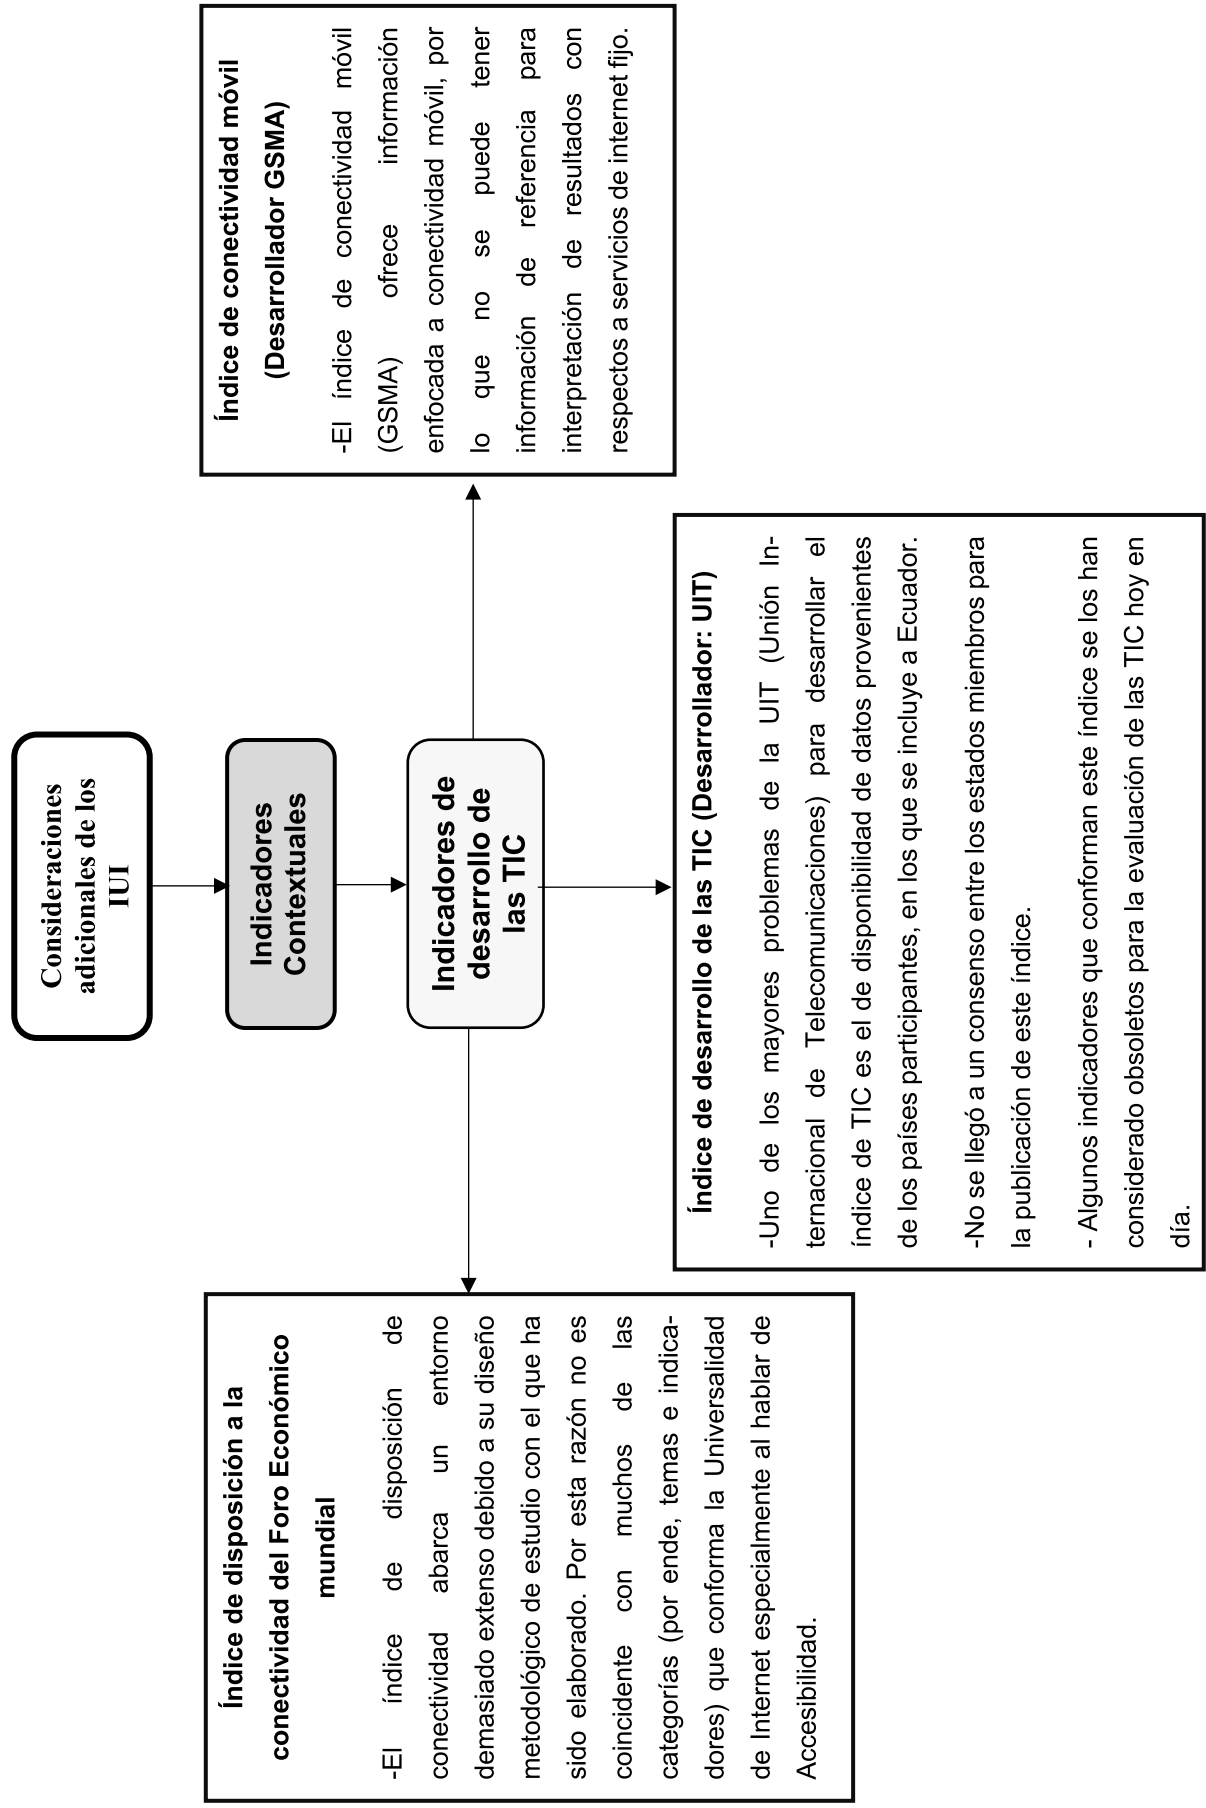 Consideraciones
adicionales de los
IUI
Indicadores
Contextuales
Indicadores de
desarrollo de
las TIC
Índice de disposición a la
conectividad del Foro Económico
mundial
-El índice de disposición de
conectividad abarca un entorno
demasiado extenso debido a su diseño
metodológico de estudio con el que ha
sido elaborado. Por esta razón no es
coincidente con muchos de las
categorías (por ende, temas e indica-
dores) que conforma la Universalidad
de Internet especialmente al hablar de
Accesibilidad.
Índice de desarrollo de las TIC (Desarrollador: UIT)
-Uno de los mayores problemas de la UIT (Unión In-
ternacional de Telecomunicaciones) para desarrollar el
índice de TIC es el de disponibilidad de datos provenientes
de los países participantes, en los que se incluye a Ecuador.
-No se llegó a un consenso entre los estados miembros para
la publicación de este índice.
- Algunos indicadores que conforman este índice se los han
considerado obsoletos para la evaluación de las TIC hoy en
día.
Índice de conectividad móvil
(Desarrollador GSMA)
-El índice de conectividad móvil
(GSMA) ofrece información
enfocada a conectividad móvil, por
lo que no se puede tener
información de referencia para
interpretación de resultados con
respectos a servicios de internet fijo.